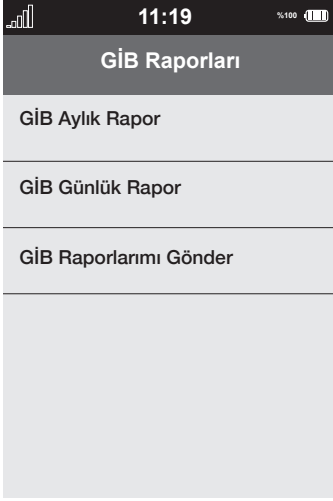 11:19 %100
GİB Raporları
GİB Aylık Rapor
GİB Günlük Rapor
GİB Raporlarımı Gönder